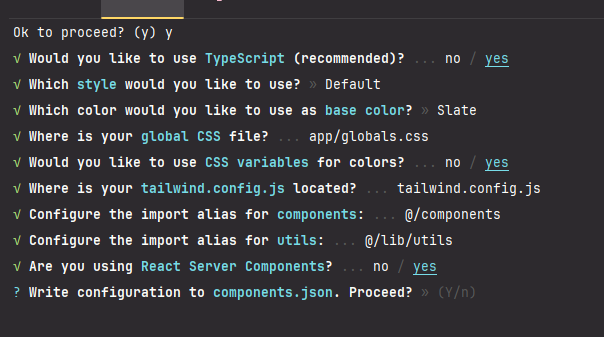 Ok to proceed? (y) y
√ Would you like to use TypeScript (recommended)? ... no / yes
√ Which style would you like to use? » Default
√ Which color would you like to use as base color? » Slate
√ Where is your global CSS file? ... app/globals.css
√ Would you like to use CSS variables for colors? ... no / yes
√ Where is your tailwind.config.js located? ... tailwind.config.js
√ Configure the import alias for components: ... @/components
√ Configure the import alias for utils: ... @/lib/utils
√ Are you using React Server Components? ... no / yes
? Write configuration to components.json. Proceed? » (Y/n)